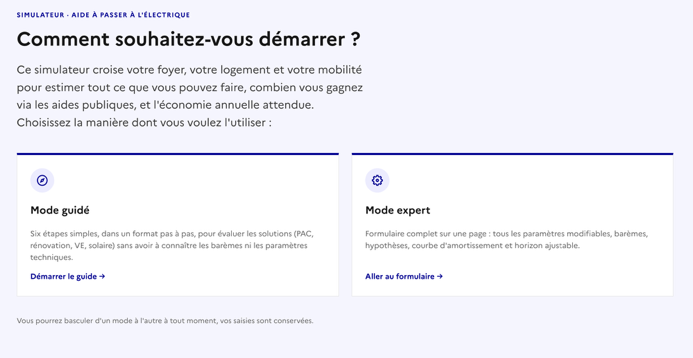 SIMULATEUR · AIDE À PASSER À L'ÉLECTRIQUE
Comment souhaitez-vous démarrer ?
Ce simulateur croise votre foyer, votre logement et votre mobilité
pour estimer tout ce que vous pouvez faire, combien vous gagnez
via les aides publiques, et l'économie annuelle attendue.
Choisissez la manière dont vous voulez l'utiliser :
Mode guidé
Six étapes simples, dans un format pas à pas, pour évaluer les solutions (PAC,
rénovation, VE, solaire) sans avoir à connaître les barèmes ni les paramètres
techniques.
Démarrer le guide →
Mode expert
Formulaire complet sur une page : tous les paramètres modifiables, barèmes,
hypothèses, courbe d'amortissement et horizon ajustable.
Aller au formulaire →
Vous pourrez basculer d'un mode à l'autre à tout moment, vos saisies sont conservées.